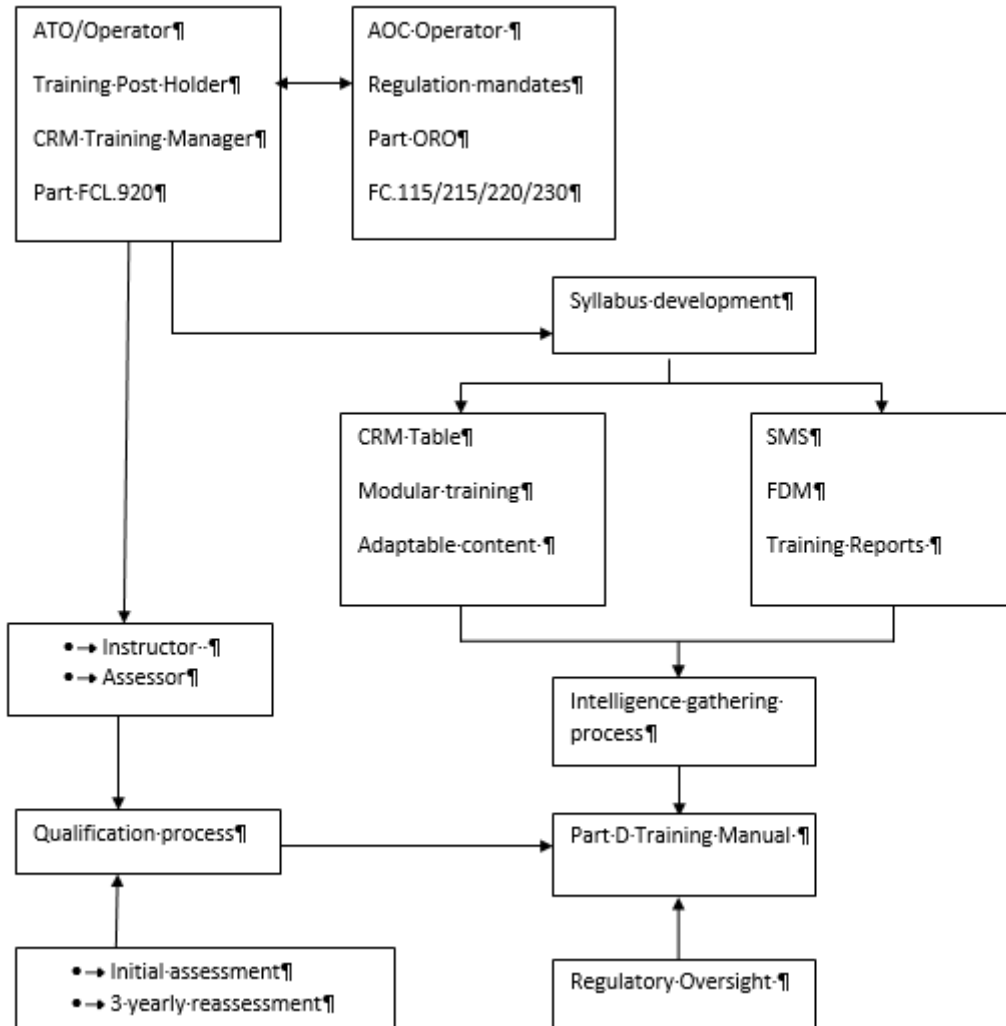 ATO/Operator¶
Training·Post·Holder¶
CRM·Training·Manager¶
Part·FCL.920¶
AOC·Operator·¶
Regulation·mandates¶
Part·ORO¶
FC.115/215/220/230¶
Syllabus·development¶
CRM·Table¶
Modular·training¶
Adaptable·content·¶
SMS¶
FDM¶
Training·Reports·¶
•→Instructor··¶
•→Assessor¶
Intelligence·gathering·
process¶
Qualification·process¶
Part·D·Training·Manual·¶
•→Initial·assessment¶
•→3·yearly·reassessment¶
Regulatory·Oversight·¶